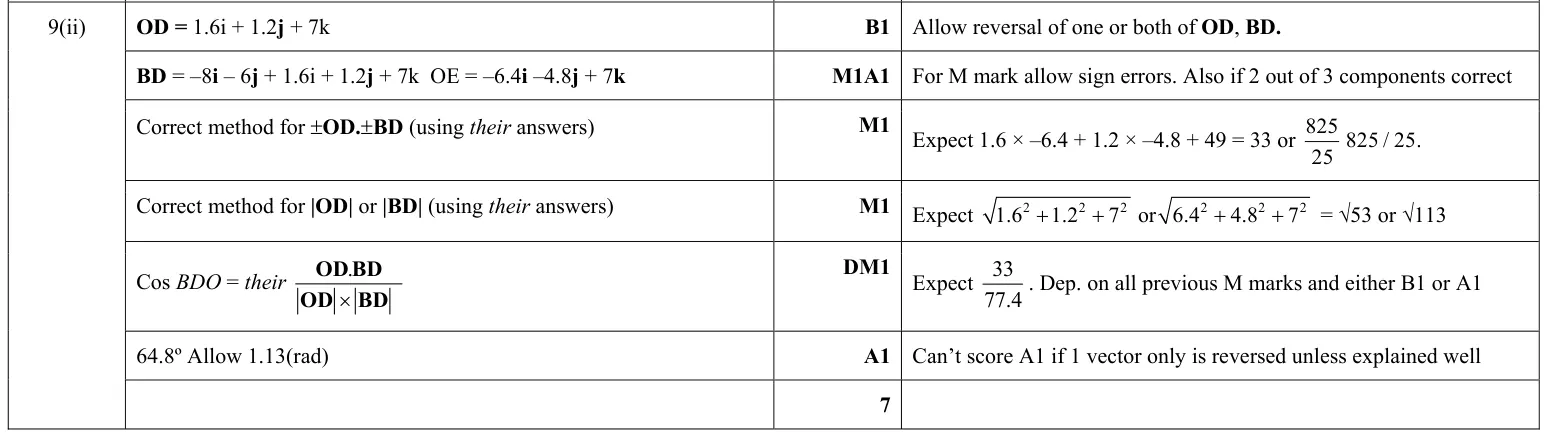 9(ii) OD = 1.6i + 1.2j + 7k B1 Allow reversal of one or both of OD, BD.
BD = –8i – 6j + 1.6i + 1.2j + 7k OE = –6.4i –4.8j + 7k M1A1 For M mark allow sign errors. Also if 2 out of 3 components correct
Correct method for ±OD.±BD (using their answers) M1 Expect 1.6 × –6.4 + 1.2 × –4.8 + 49 = 33 or 825/25 825 / 25.
Correct method for |OD| or |BD| (using their answers) M1 Expect √(1.6² + 1.2² + 7²) or √(6.4² + 4.8² + 7²) = √53 or √113
Cos BDO = their OD.BD/(|OD|×|BD|) DM1 Expect 33/77.4 . Dep. on all previous M marks and either B1 or A1
64.8º Allow 1.13(rad) A1 Can’t score A1 if 1 vector only is reversed unless explained well
7